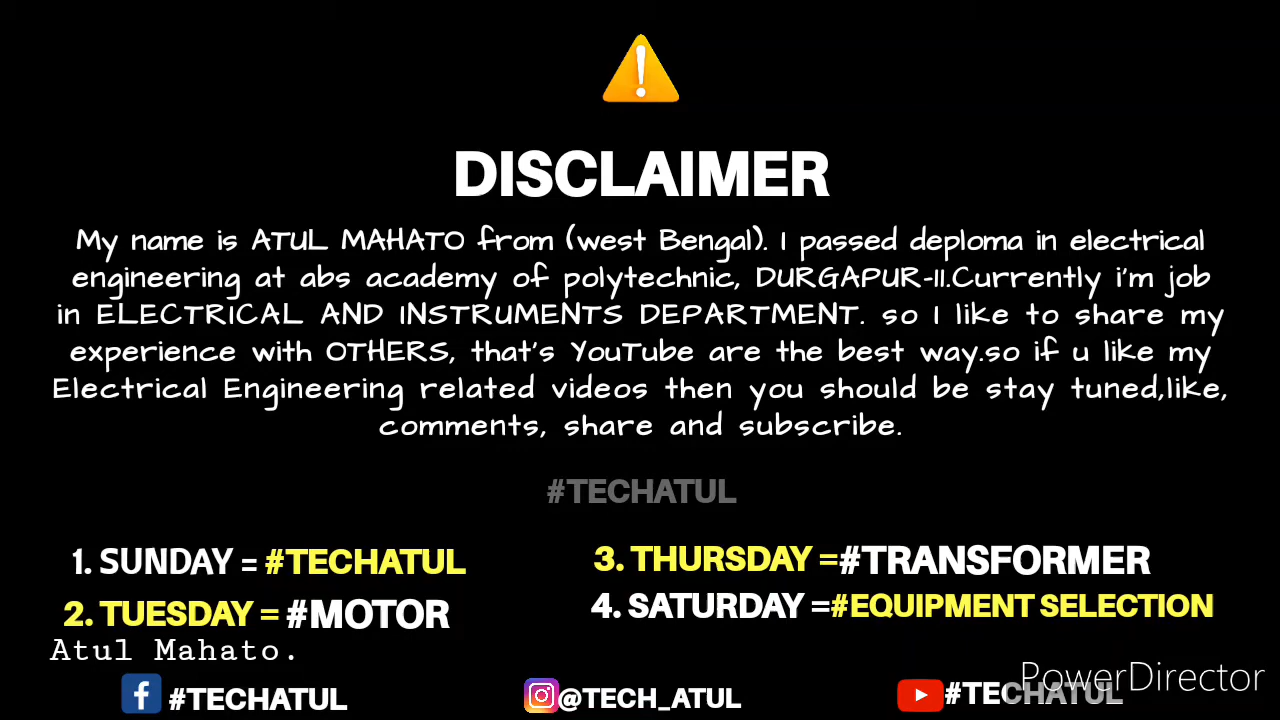 DISCLAIMER
My name is ATUL MAHATO from (west Bengal). I passed deploma in electrical
engineering at abs academy of polytechnic, DURGAPUR-11.Currently i'm job
in ELECTRICAL AND INSTRUMENTS DEPARTMENT. so I like to share my
experience with OTHERS, that's YouTube are the best way.so if u like my
Electrical Engineering related videos then you should be stay tuned,like,
comments, share and subscribe.
#TECHATUL
1. SUNDAY = #TECHATUL
2. TUESDAY = #MOTOR
3. THURSDAY =#TRANSFORMER
4. SATURDAY =#EQUIPMENT SELECTION
Atul Mahato.
PowerDirector
#TECHATUL
@TECH_ATUL
#TECHATUL